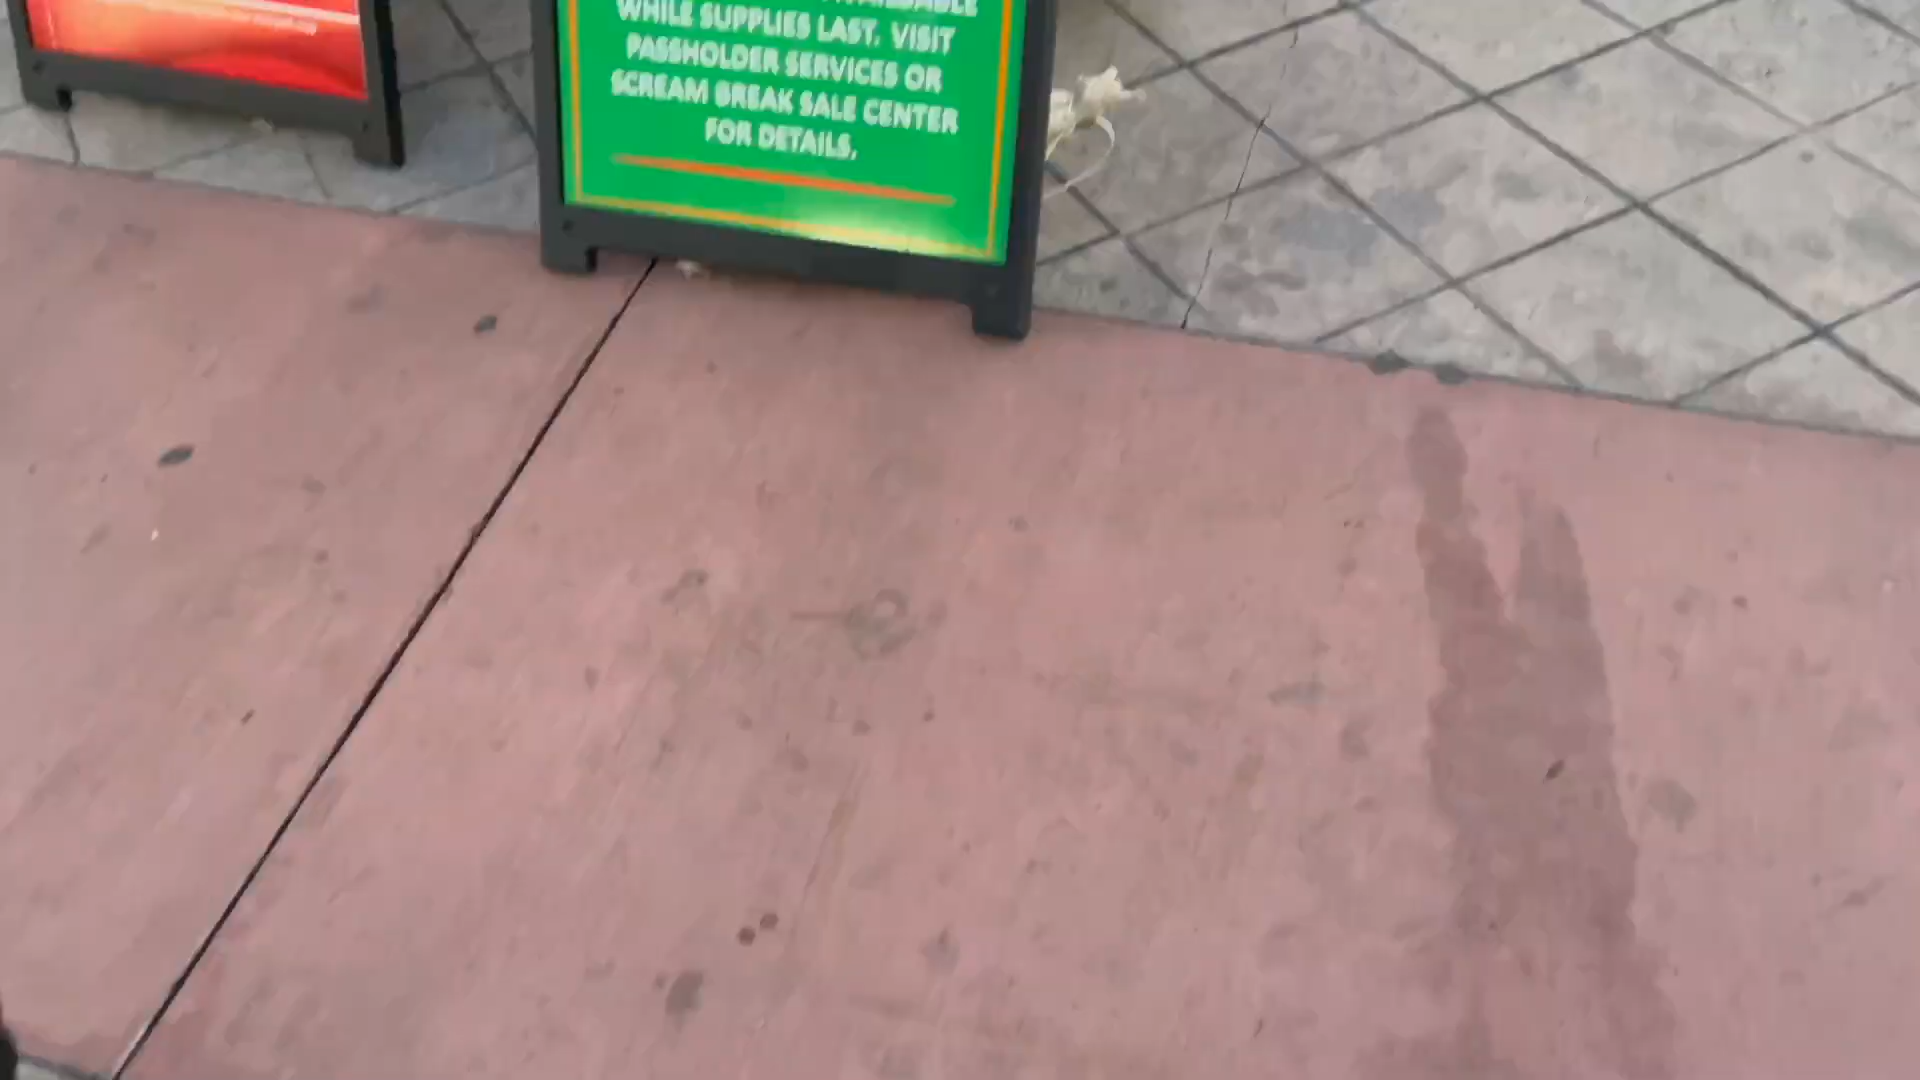 WHILE SUPPLIES LAST. VISIT
PASSHOLDER SERVICES OR
SCREAM BREAK SALE CENTER
FOR DETAILS.